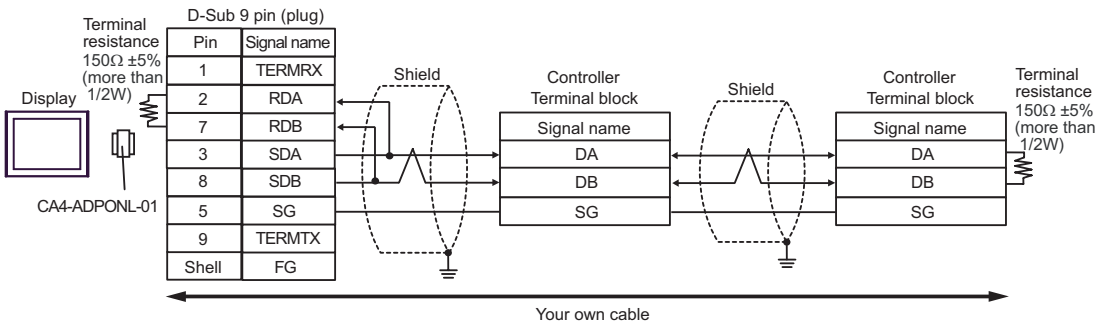 D-Sub 9 pin (plug)
Terminal
resistance
150Ω ±5%
(more than
1/2W)
Display
CA4-ADPONL-01
Pin Signal name
1 TERMRX
2 RDA
7 RDB
3 SDA
8 SDB
5 SG
9 TERMTX
Shell FG
Shield
Controller
Terminal block
Signal name
DA
DB
SG
Shield
Controller
Terminal block
Signal name
DA
DB
SG
Terminal
resistance
150Ω ±5%
(more than
1/2W)
Your own cable